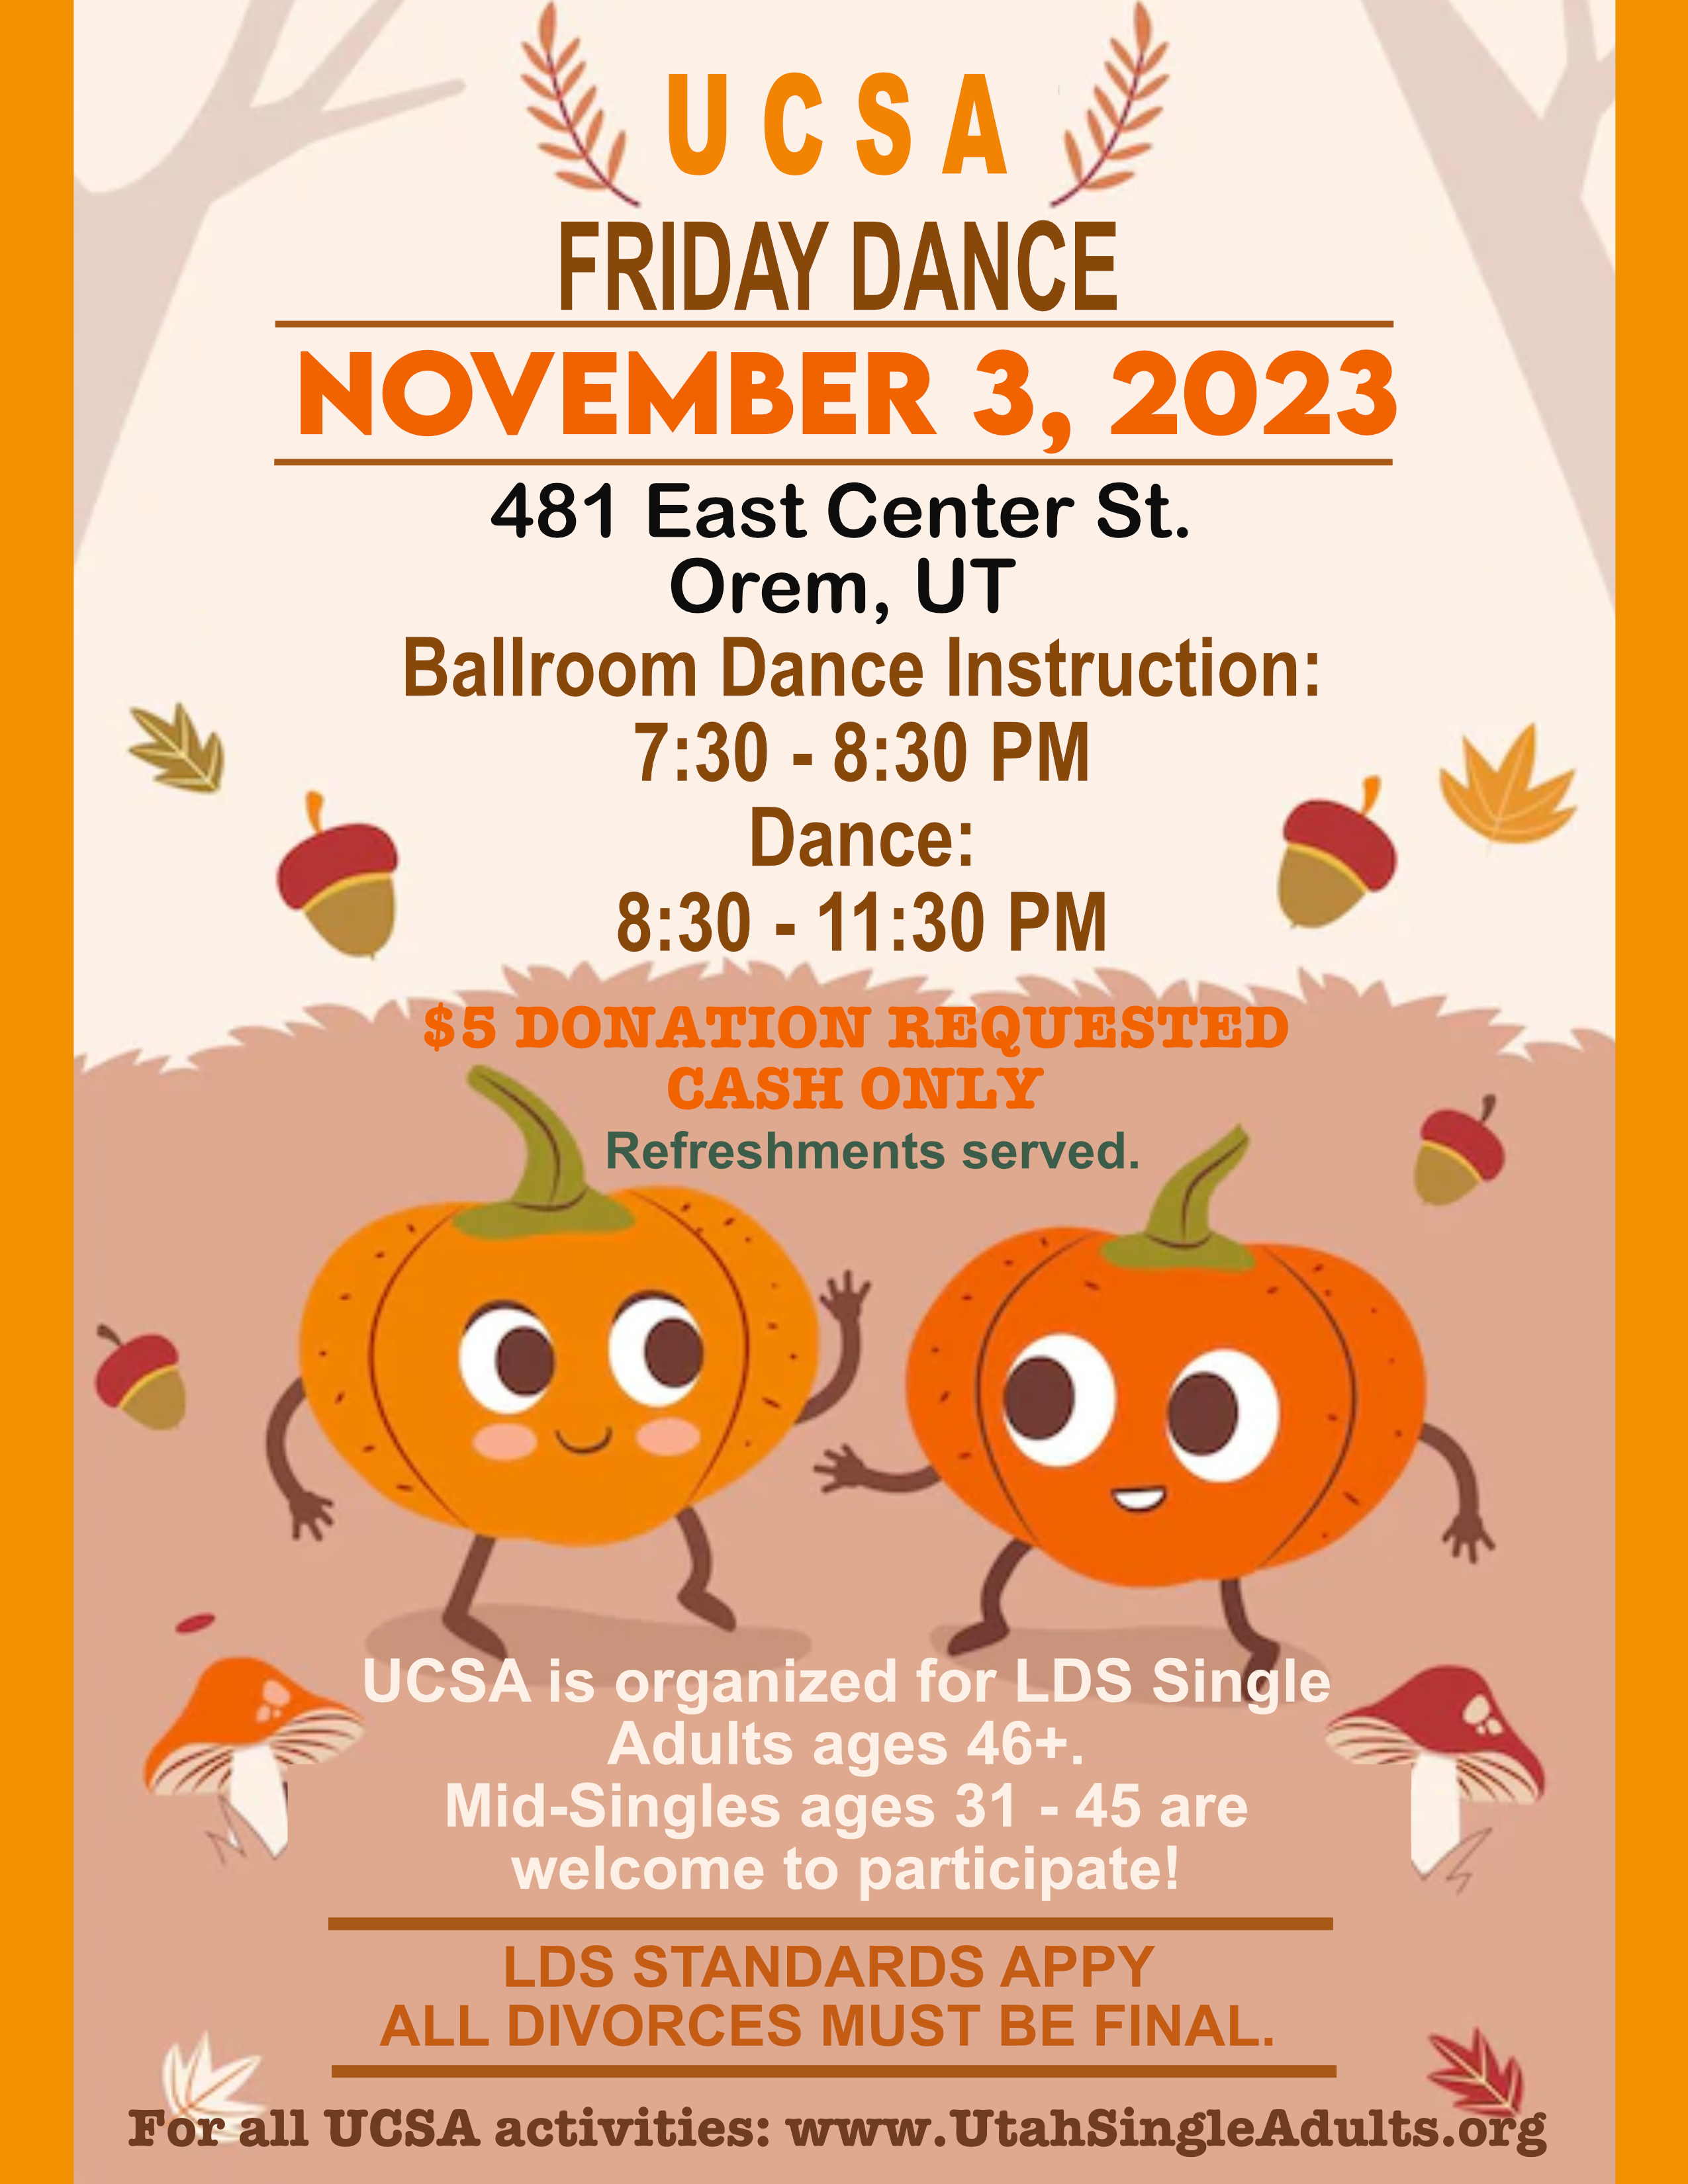 UCSA
FRIDAY DANCE
NOVEMBER 3, 2023
481 East Center St.
Orem, UT
Ballroom Dance Instruction:
7:30 - 8:30 PM
Dance:
8:30 - 11:30 PM
$5 DONATION REQUESTED
CASH ONLY
Refreshments served.
UCSA is organized for LDS Single
Adults ages 46+.
Mid-Singles ages 31 - 45 are
welcome to participate!
LDS STANDARDS APPY
ALL DIVORCES MUST BE FINAL.
For all UCSA activities: www.UtahSingleAdults.org